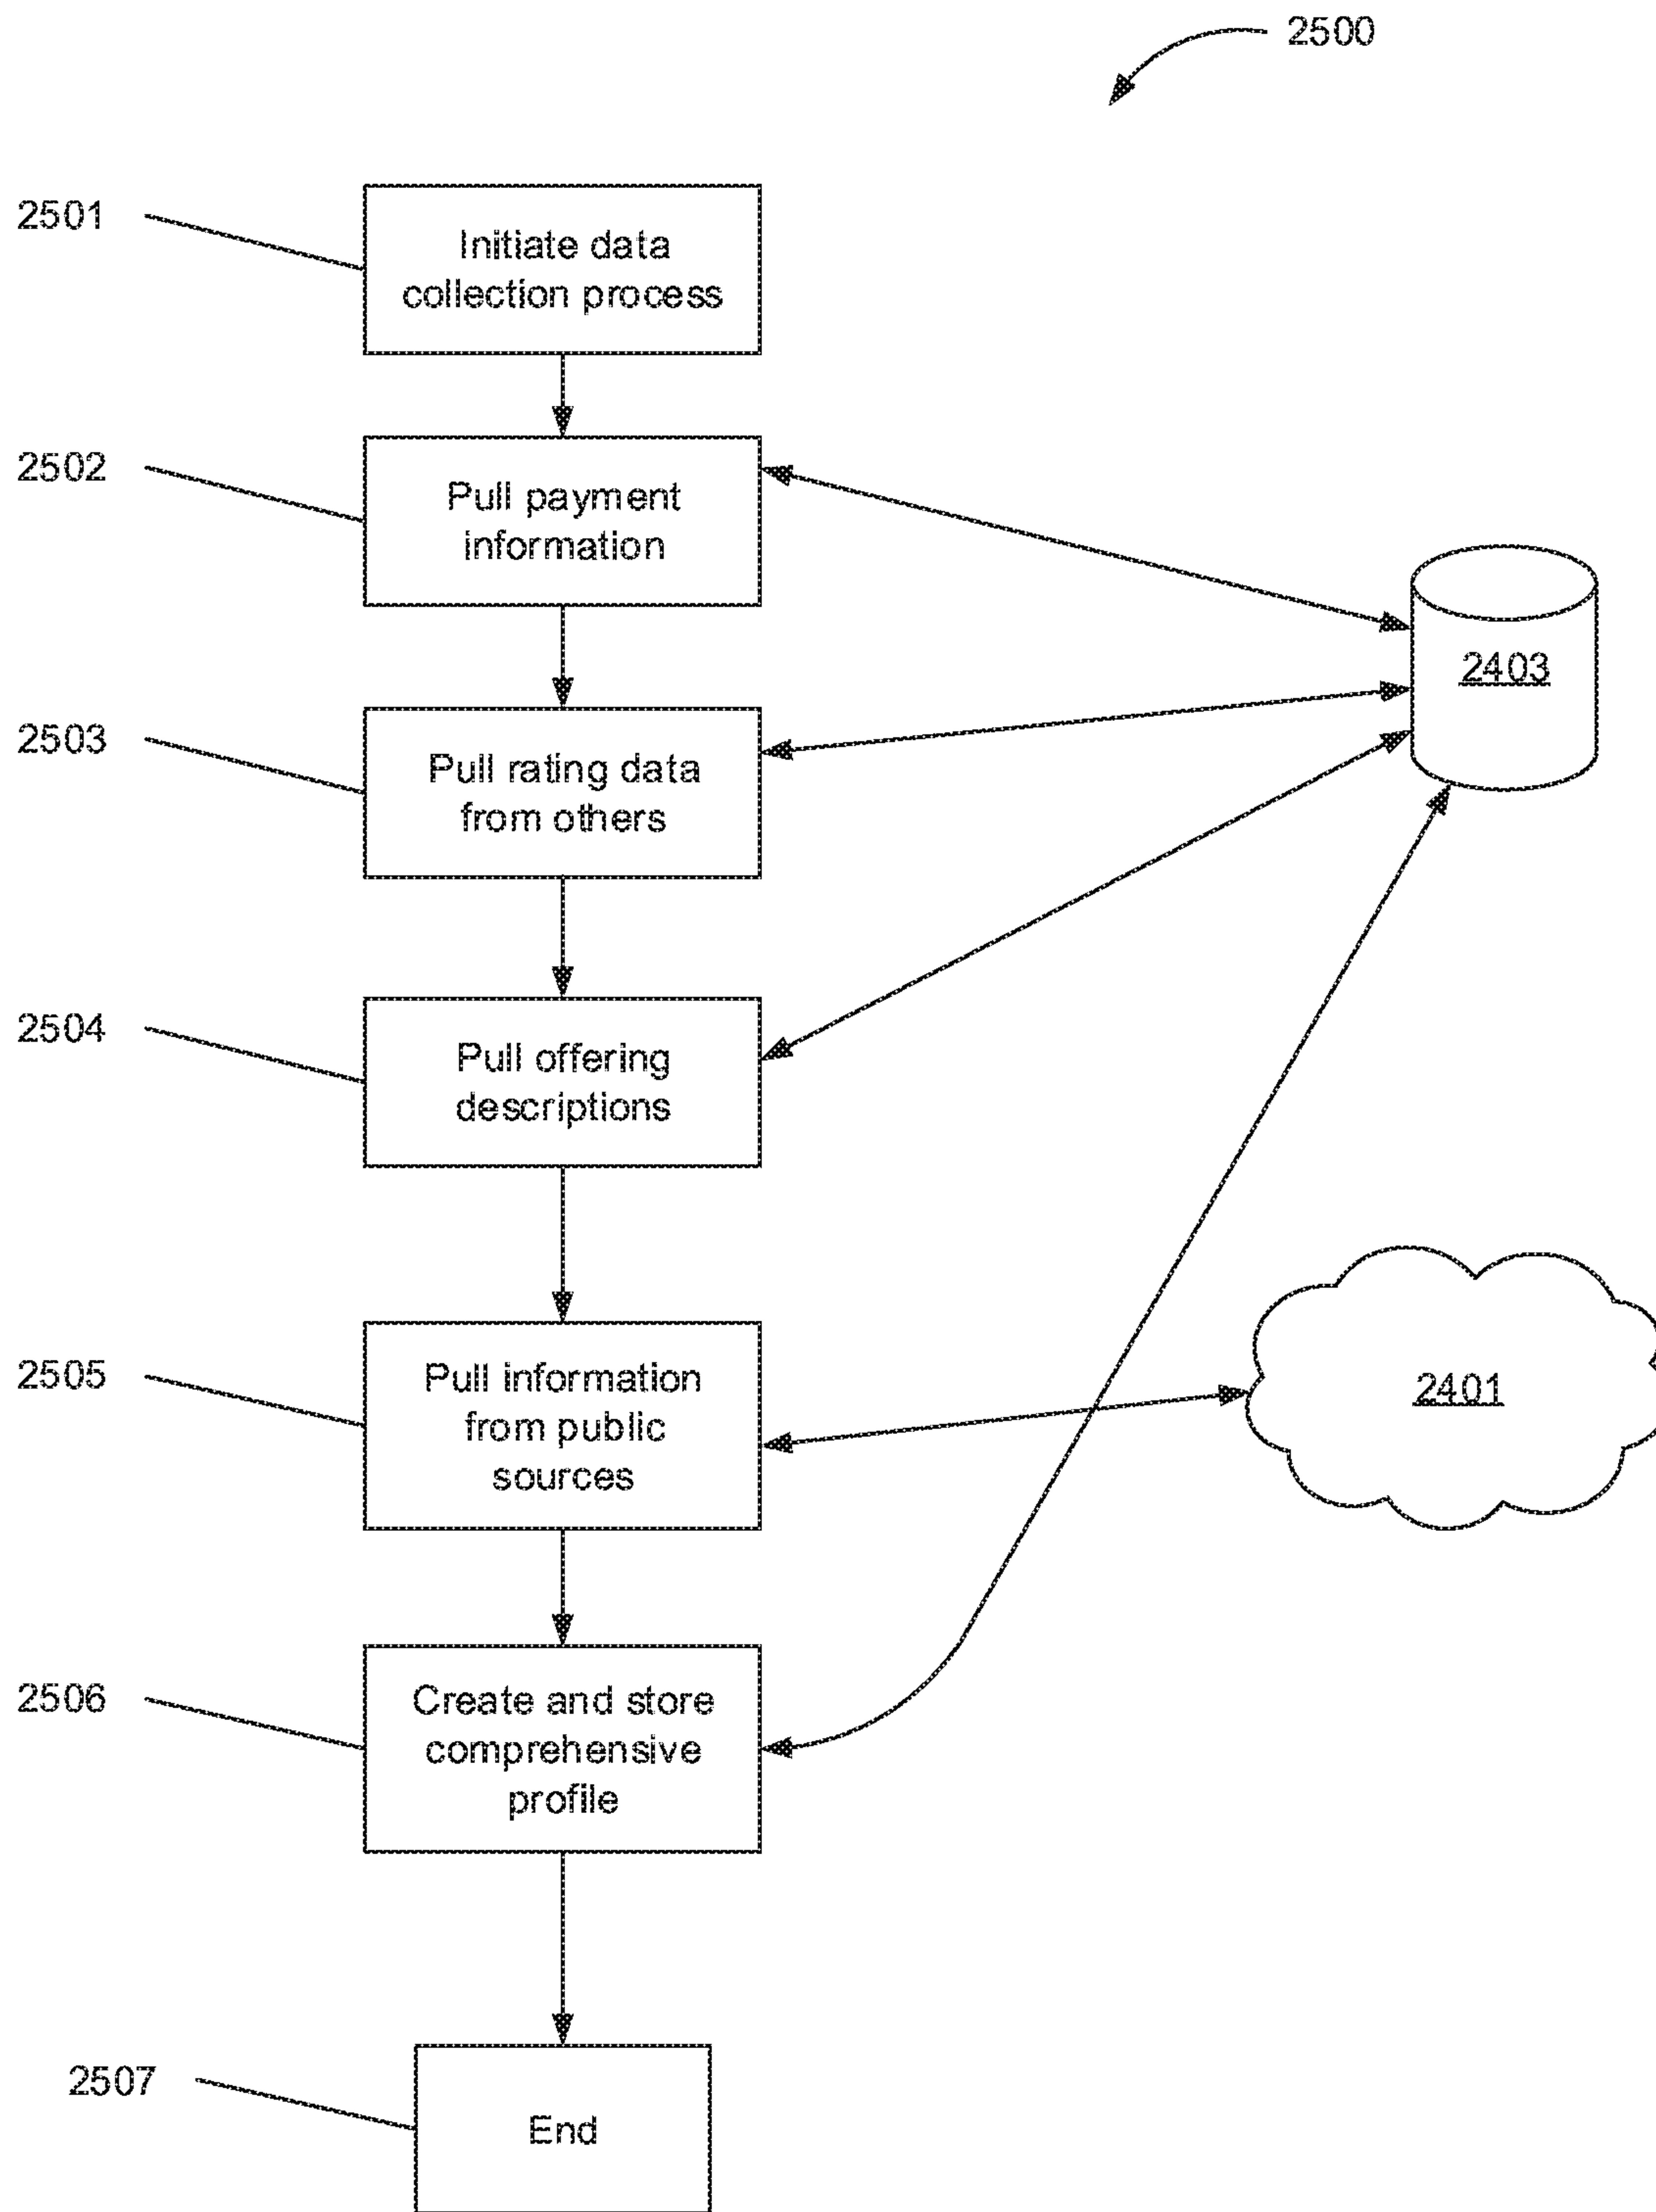 2500
2501
Initiate data
collection process
2502
Pull payment
information
2403
2503
Pull rating data
from others
2504
Pull offering
descriptions
2505
Pull information
from public
sources
2401
2506
Create and store
comprehensive
profile
2507
End